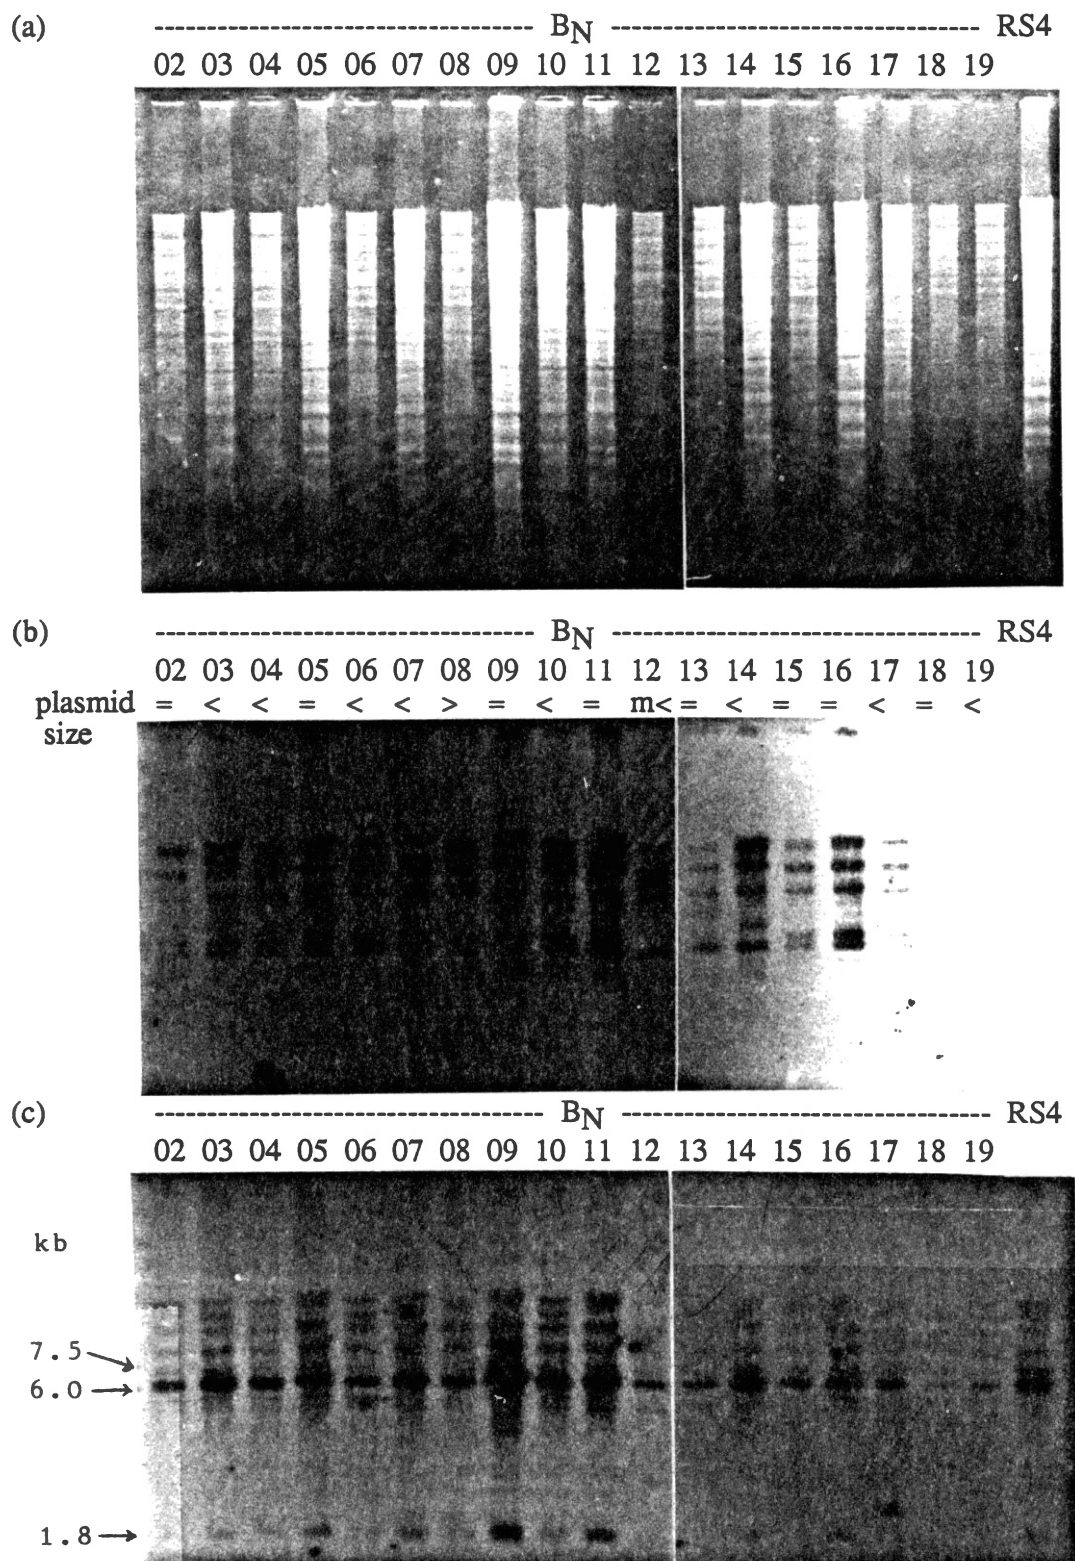 (a) ---------------------------------- BN --------------------------------- RS4
02 03 04 05 06 07 08 09 10 11 12 13 14 15 16 17 18 19
(b) ---------------------------------- BN --------------------------------- RS4
02 03 04 05 06 07 08 09 10 11 12 13 14 15 16 17 18 19
plasmid = < < = < < > = < = m< = < = = < = <
size
(c) ------------------------------------ BN --------------------------------- RS4
02 03 04 05 06 07 08 09 10 11 12 13 14 15 16 17 18 19
kb
7.5
6.0
1.8